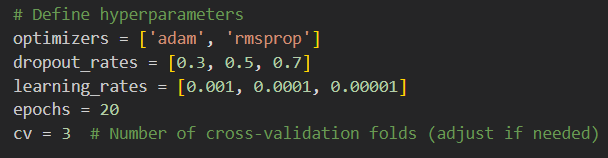 # Define hyperparameters
optimizers = ['adam', 'rmsprop']
dropout_rates = [0.3, 0.5, 0.7]
learning_rates = [0.001, 0.0001, 0.00001]
epochs = 20
cv = 3  # Number of cross-validation folds (adjust if needed)